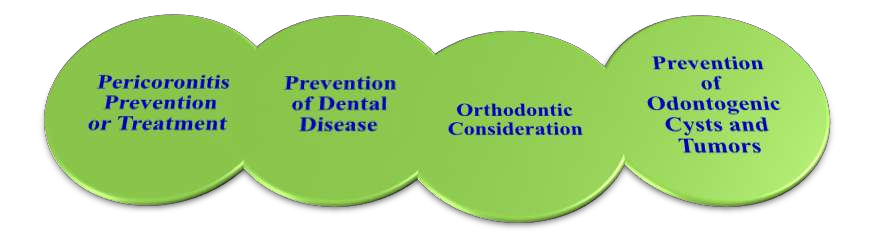 Pericoronitis
Prevention
or Treatment
Prevention
of Dental
Disease
Orthodontic
Consideration
Prevention
of
Odontogenic
Cysts and
Tumors